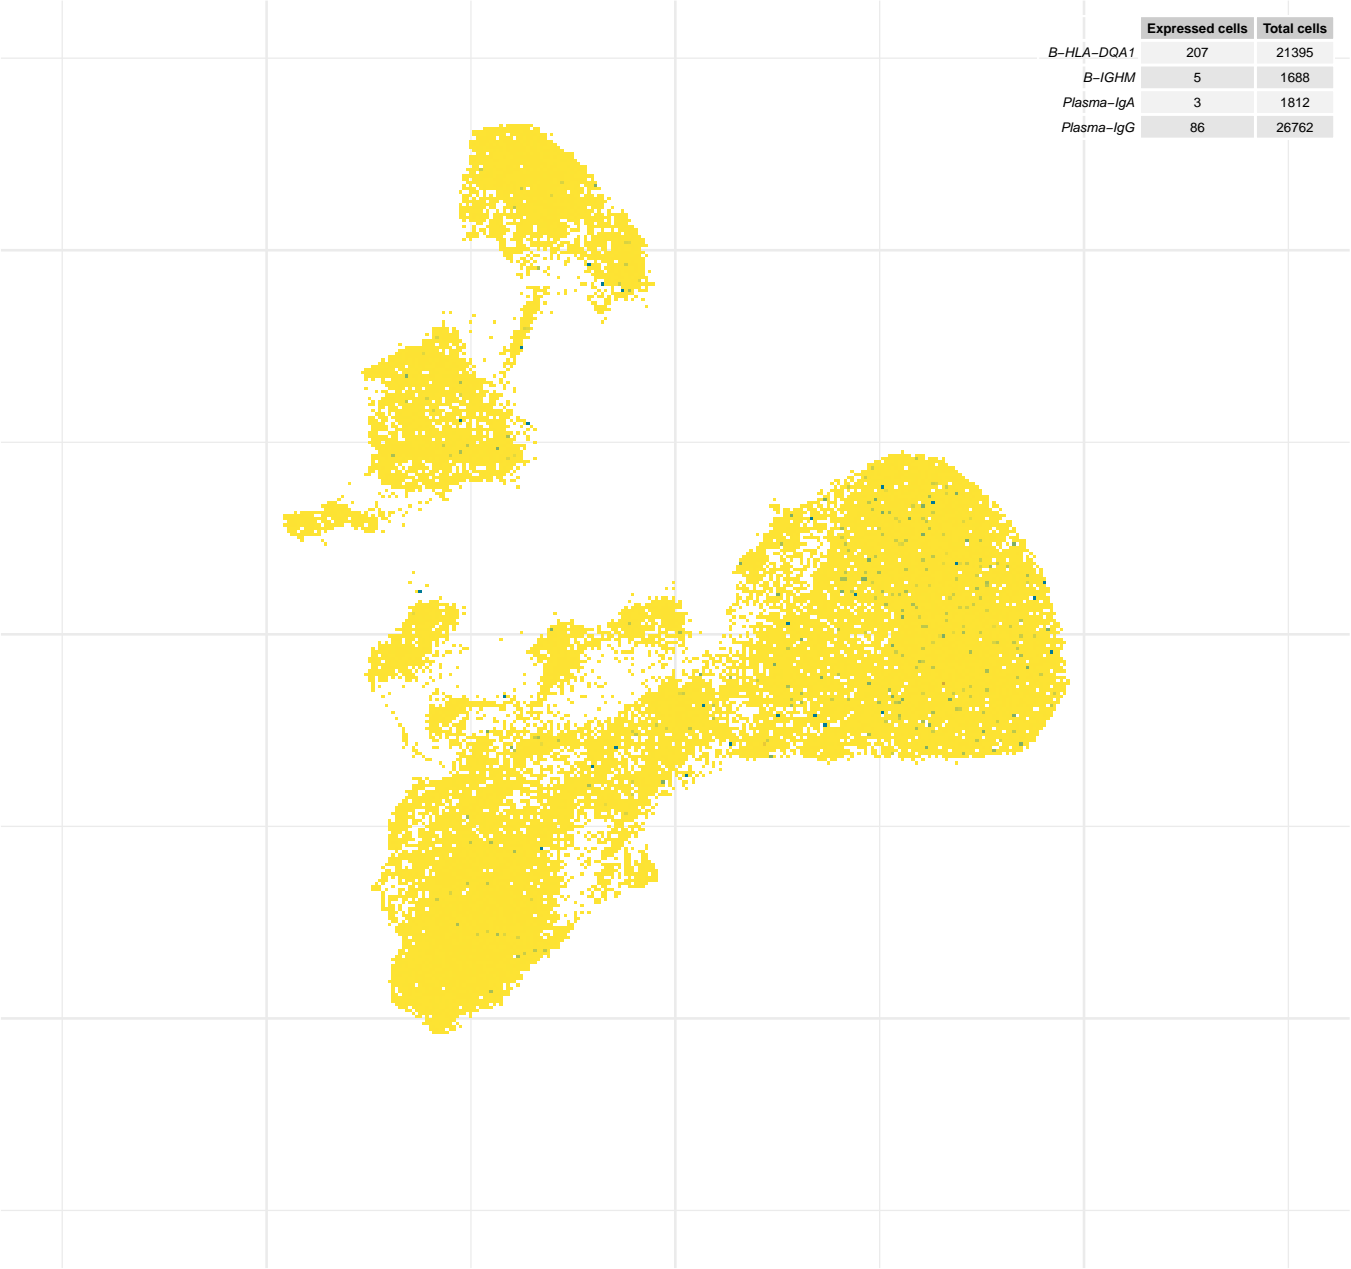 Expressed cells Total cells
B−HLA−DQA1 207 21395
B−IGHM 5 1688
Plasma−IgA 3 1812
Plasma−IgG 86 26762